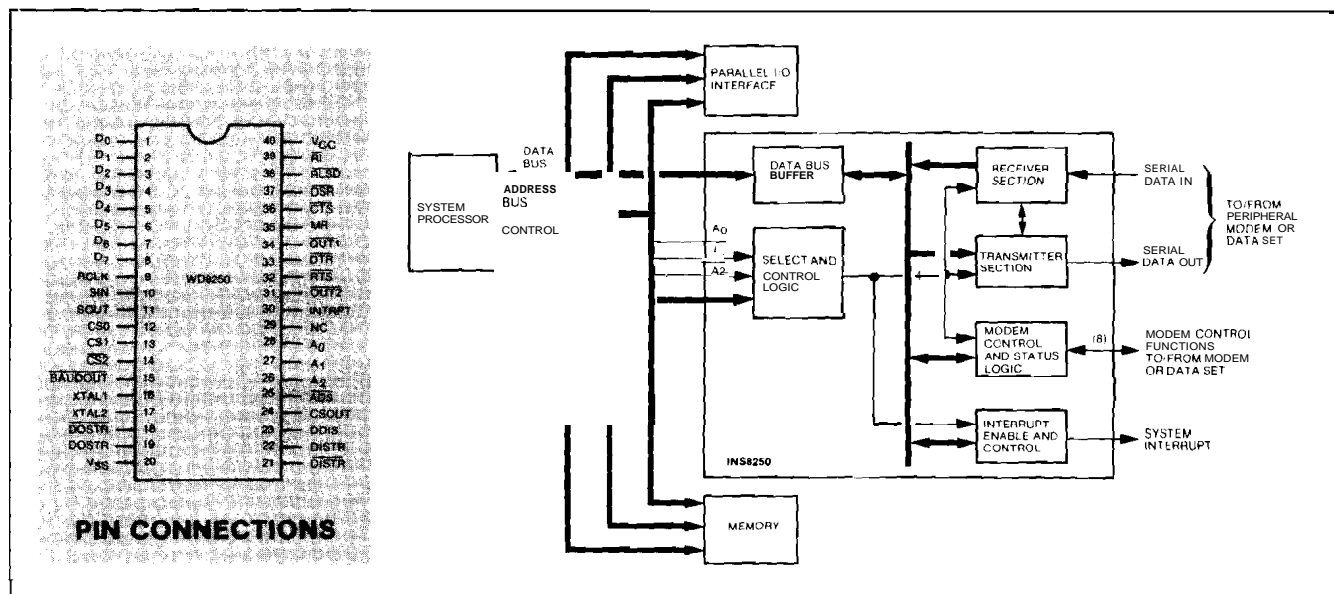 D0 1 40 VCC
D1 2 39 RI
D2 3 38 RLSD
D3 4 37 DSR
D4 5 36 CTS
D5 6 35 MR
D6 7 34 OUT1
D7 8 33 DTR
RCLK 9 WD8250 32 RTS
SIN 10 31 OUT2
SOUT 11 30 INTRPT
CS0 12 29 NC
CS1 13 28 A0
CS2 14 27 A1
BAUDOUT 15 26 A2
XTAL1 16 25 ADS
XTAL2 17 24 CSOUT
DOSTR 18 23 DDIS
DOSTR 19 22 DISTR
VSS 20 21 DISTR
PIN CONNECTIONS
SYSTEM
PROCESSOR
DATA
BUS
ADDRESS
BUS
CONTROL
PARALLEL I/O
INTERFACE
DATA BUS
BUFFER
A0
A2
SELECT AND
CONTROL
LOGIC
RECEIVER
SECTION
TRANSMITTER
SECTION
MODEM
CONTROL
AND STATUS
LOGIC
INTERRUPT
ENABLE AND
CONTROL
INS8250
MEMORY
SERIAL
DATA IN
SERIAL
DATA OUT
TO/FROM
PERIPHERAL
MODEM OR
DATA SET
(8)
MODEM CONTROL
FUNCTIONS
TO/FROM MODEM
OR DATA SET
SYSTEM
INTERRUPT